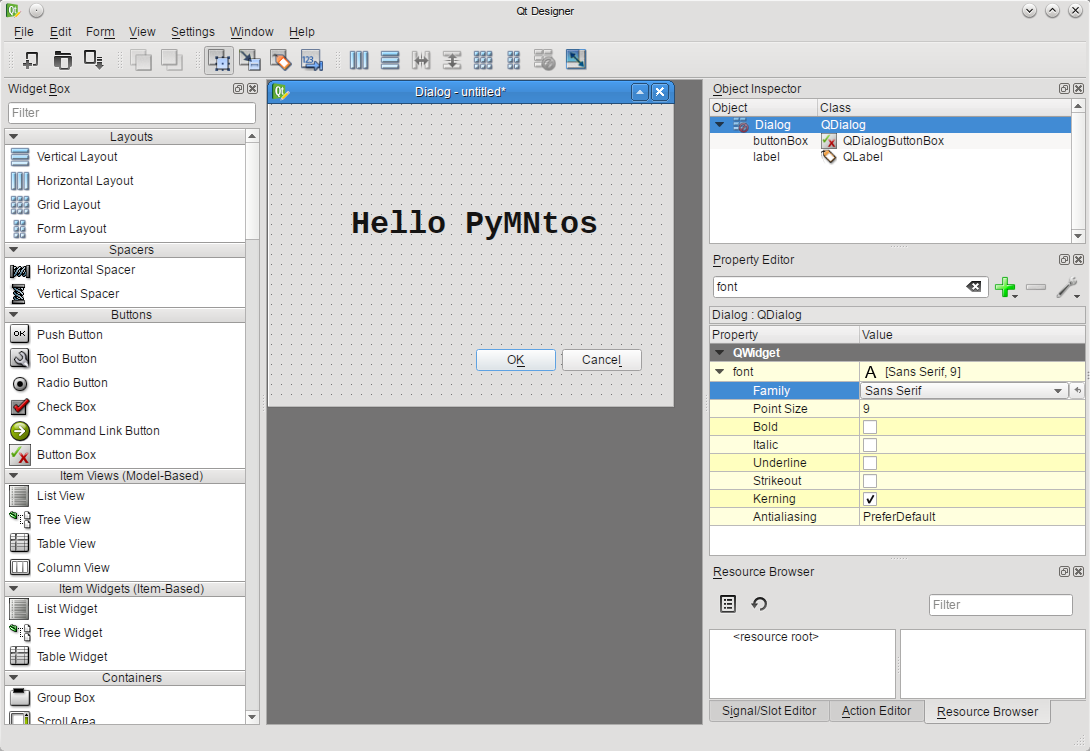 Qt Designer
File Edit Form View Settings Window Help
Widget Box
Filter
Layouts
Vertical Layout
Horizontal Layout
Grid Layout
Form Layout
Spacers
Horizontal Spacer
Vertical Spacer
Buttons
Push Button
Tool Button
Radio Button
Check Box
Command Link Button
Button Box
Item Views (Model-Based)
List View
Tree View
Table View
Column View
Item Widgets (Item-Based)
List Widget
Tree Widget
Table Widget
Containers
Group Box
Scroll Area
Dialog - untitled*
Hello PyMNtos
OK Cancel
Object Inspector
Object Class
Dialog QDialog
buttonBox QDialogButtonBox
label QLabel
Property Editor
font
Dialog : QDialog
Property Value
QWidget
font A [Sans Serif, 9]
Family Sans Serif
Point Size 9
Bold
Italic
Underline
Strikeout
Kerning
Antialiasing PreferDefault
Resource Browser
Filter
<resource root>
Signal/Slot Editor Action Editor Resource Browser